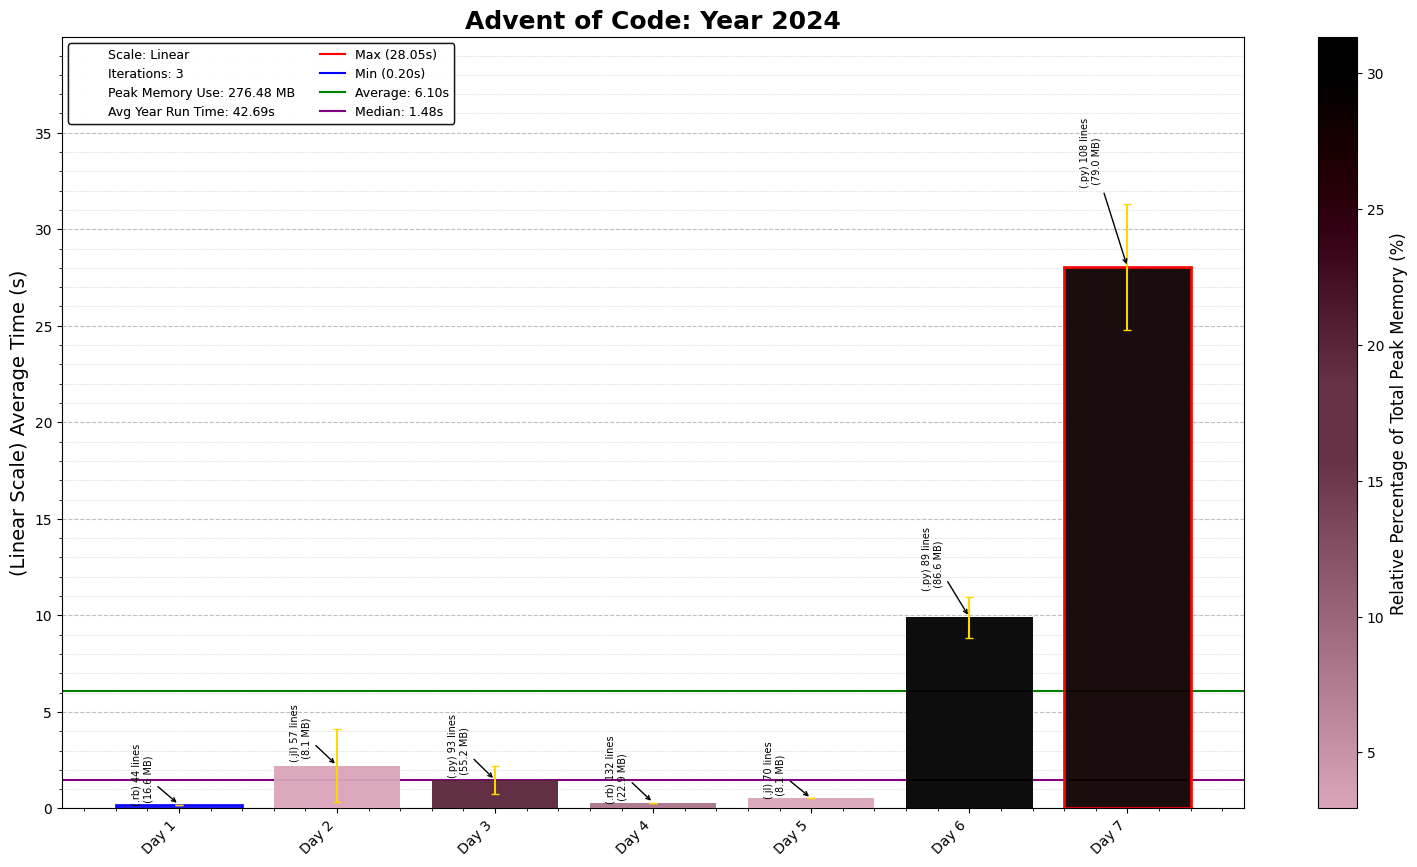 Advent of Code: Year 2024
Scale: Linear
Iterations: 3
Peak Memory Use: 276.48 MB
Avg Year Run Time: 42.69s
Max (28.05s)
Min (0.20s)
Average: 6.10s
Median: 1.48s
(Linear Scale) Average Time (s)
35
30
25
20
15
10
5
0
(.rb) 44 lines
(16.6 MB)
(.jl) 57 lines
(8.1 MB)
(.py) 93 lines
(55.2 MB)
(.rb) 132 lines
(22.9 MB)
(.jl) 70 lines
(8.1 MB)
(.py) 89 lines
(86.6 MB)
(.py) 108 lines
(79.0 MB)
Day 1
Day 2
Day 3
Day 4
Day 5
Day 6
Day 7
30
25
20
15
10
5
Relative Percentage of Total Peak Memory (%)